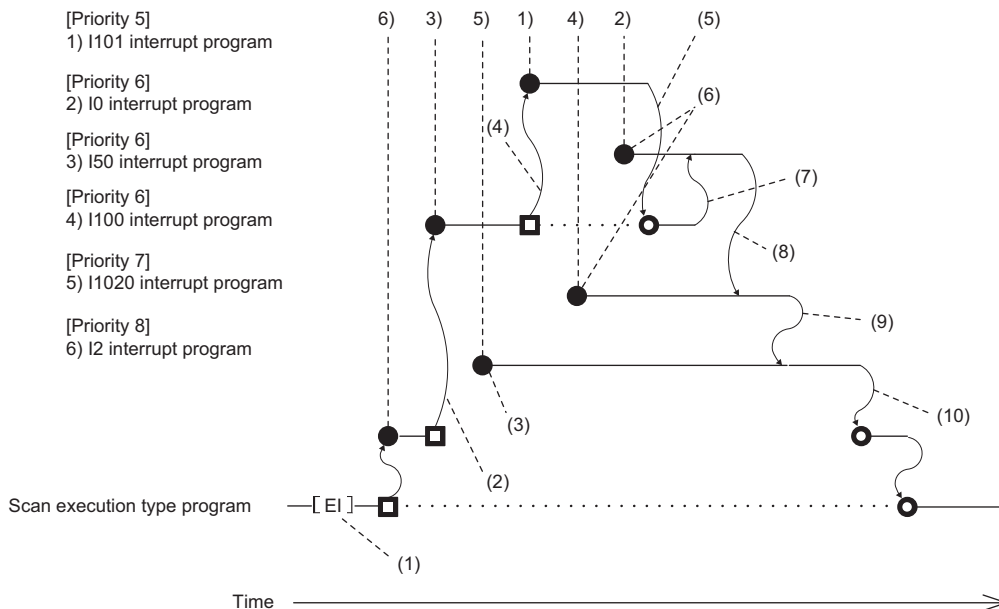 [Priority 5]
1) I101 interrupt program
[Priority 6]
2) I0 interrupt program
[Priority 6]
3) I50 interrupt program
[Priority 6]
4) I100 interrupt program
[Priority 7]
5) I1020 interrupt program
[Priority 8]
6) I2 interrupt program
6) 3) 5) 1) 4) 2) (5)
(6)
(4)
(7)
(8)
(9)
(10)
(3)
(2)
Scan execution type program [ EI ]
(1)
Time